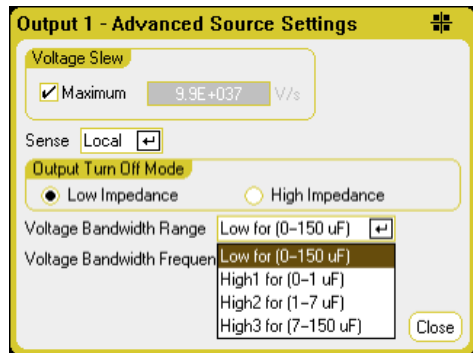 Output 1 - Advanced Source Settings
Voltage Slew
Maximum 9.9E+037 V/s
Sense Local
Output Turn Off Mode
Low Impedance High Impedance
Voltage Bandwidth Range Low for (0-150 uF)
Voltage Bandwidth Frequen Low for (0-150 uF)
High1 for (0-1 uF)
High2 for (1-7 uF)
High3 for (7-150 uF)
Close